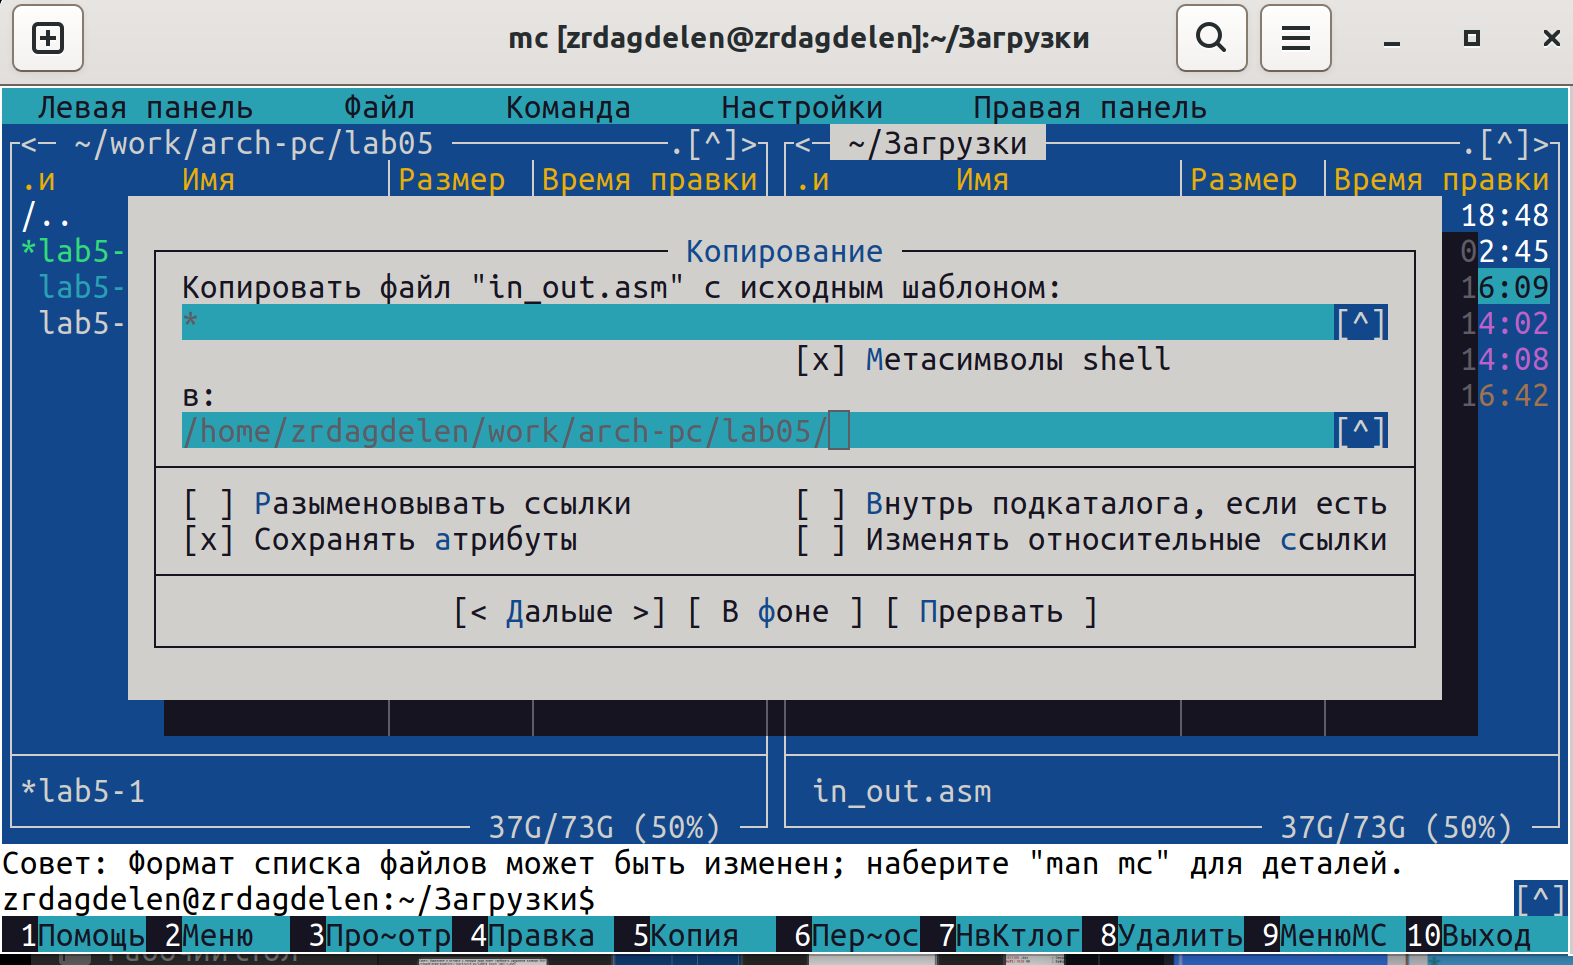 mc [zrdagdelen@zrdagdelen]:~/Загрузки
Левая панель Файл Команда Настройки Правая панель
<— ~/work/arch-pc/lab05 .[^]> <— ~/Загрузки .[^]>
.и Имя Размер Время правки .и Имя Размер Время правки
/.. 18:48
*lab5- Копирование 02:45
lab5- Копировать файл "in_out.asm" с исходным шаблоном: 16:09
lab5- * [^] 14:02
[x] Метасимволы shell 14:08
в: 16:42
/home/zrdagdelen/work/arch-pc/lab05/ [^]
[ ] Разыменовывать ссылки [ ] Внутрь подкаталога, если есть
[x] Сохранять атрибуты [ ] Изменять относительные ссылки
[< Дальше >] [ В фоне ] [ Прервать ]
*lab5-1 in_out.asm
37G/73G (50%) 37G/73G (50%)
Совет: Формат списка файлов может быть изменен; наберите "man mc" для деталей.
zrdagdelen@zrdagdelen:~/Загрузки$ [^]
1Помощь 2Меню 3Про~отр 4Правка 5Копия 6Пер~ос 7НвКтлог 8Удалить 9МенюМС 10Выход